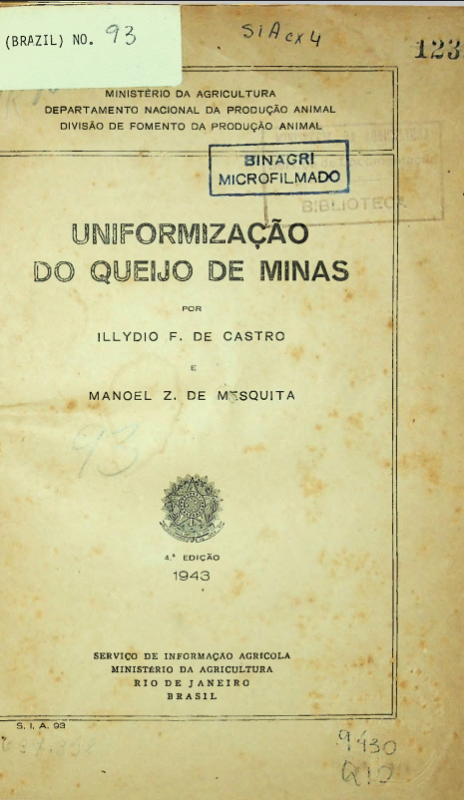 (BRAZIL) NO. 93
SIA cx 4
123
MINISTÉRIO DA AGRICULTURA
DEPARTAMENTO NACIONAL DA PRODUÇÃO ANIMAL
DIVISÃO DE FOMENTO DA PRODUÇÃO ANIMAL
BINAGRI
MICROFILMADO
BIBLIOTECA
UNIFORMIZAÇÃO
DO QUEIJO DE MINAS
POR
ILLYDIO F. DE CASTRO
E
MANOEL Z. DE MESQUITA
93
4.ª EDIÇÃO
1943
SERVIÇO DE INFORMAÇÃO AGRICOLA
MINISTÉRIO DA AGRICULTURA
RIO DE JANEIRO
BRASIL
S. I. A. 93
9430